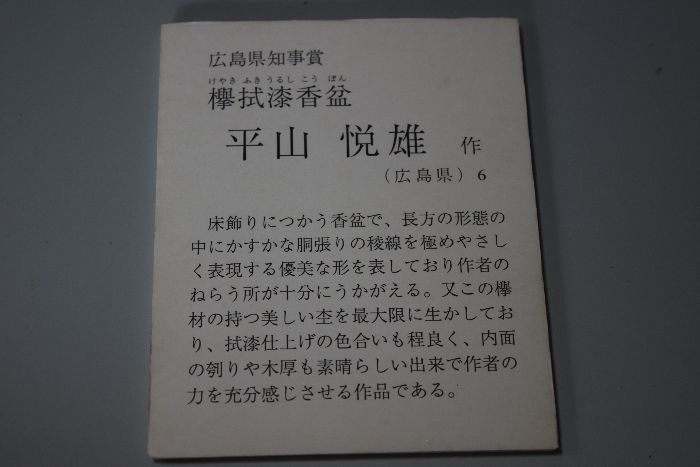 広島県知事賞
けやき ふき うるし こう ぼん
欅拭漆香盆
平山 悦雄 作
(広島県) 6
床飾りにつかう香盆で、長方の形態の
中にかすかな胴張りの稜線を極めやさし
く表現する優美な形を表しており作者の
ねらう所が十分にうかがえる。又この欅
材の持つ美しい杢を最大限に生かしてお
り、拭漆仕上げの色合いも程良く、内面
の刳りや木厚も素晴らしい出来で作者の
力を充分感じさせる作品である。